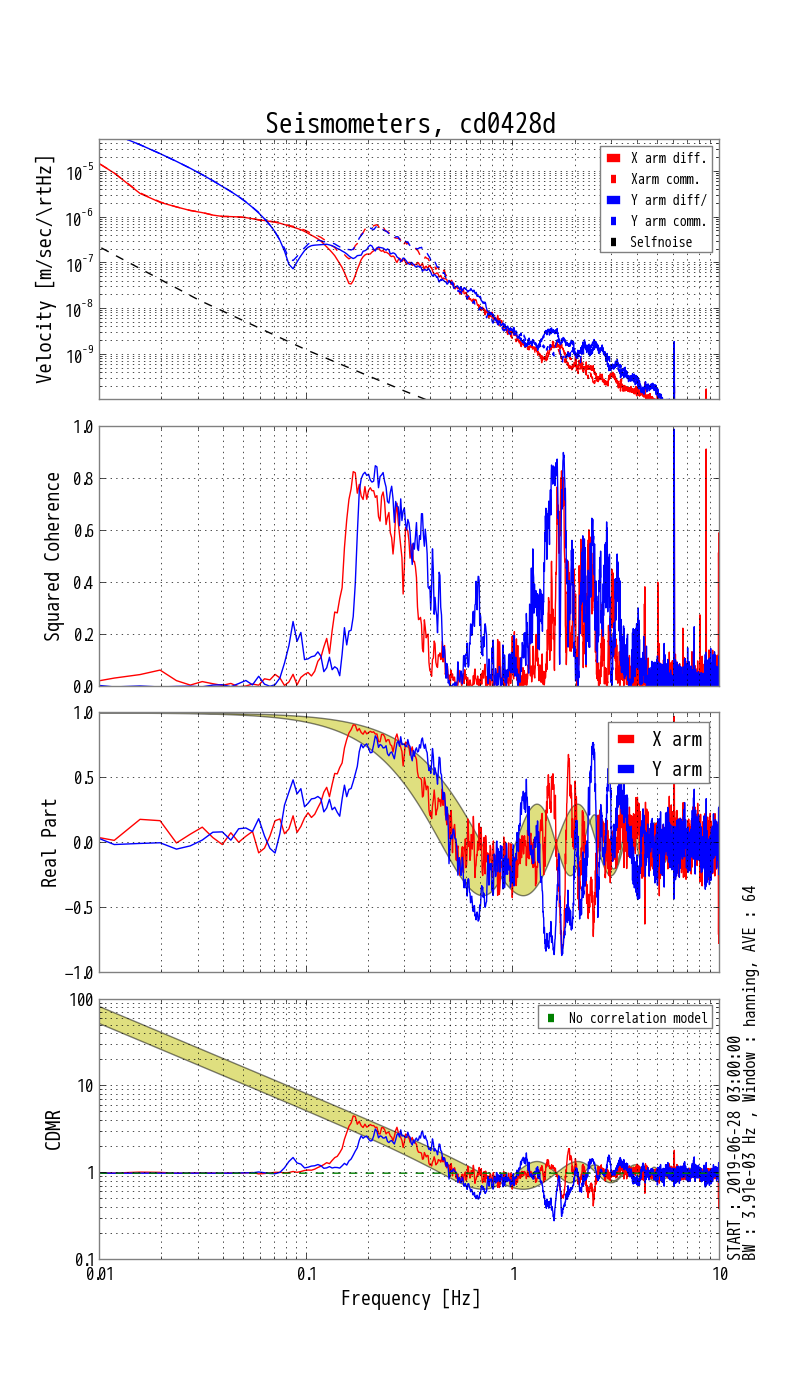 Seismometers, cd0428d
Velocity [m/sec/\rtHz]
10^-5
10^-6
10^-7
10^-8
10^-9
X arm diff.
Xarm comm.
Y arm diff/
Y arm comm.
Selfnoise
Squared Coherence
1.0
0.8
0.6
0.4
0.2
0.0
Real Part
1.0
0.5
0.0
−0.5
−1.0
X arm
Y arm
CDMR
100
10
1
0.1
No correlation model
0.01
0.1
1
10
Frequency [Hz]
START : 2019-06-28 03:00:00
BW : 3.91e-03 Hz , Window : hanning, AVE : 64